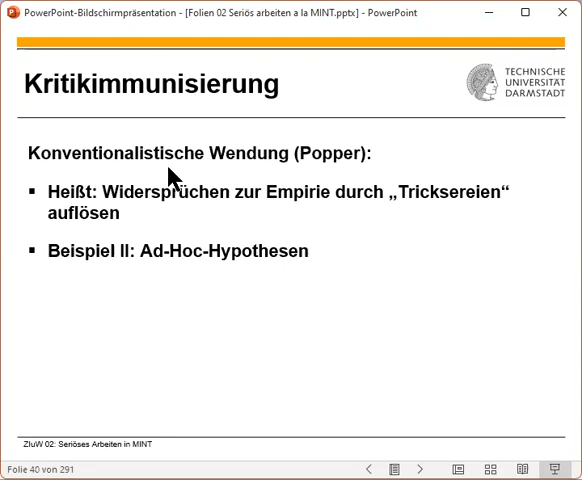 PowerPoint-Bildschirmpräsentation - [Folien 02 Seriös arbeiten a la MINT.pptx] - PowerPoint
Kritikimmunisierung
TECHNISCHE
UNIVERSITÄT
DARMSTADT
Konventionalistische Wendung (Popper):
Heißt: Widersprüchen zur Empirie durch „Tricksereien“
auflösen
Beispiel II: Ad-Hoc-Hypothesen
ZIuW 02: Seriöses Arbeiten in MINT
Folie 40 von 291